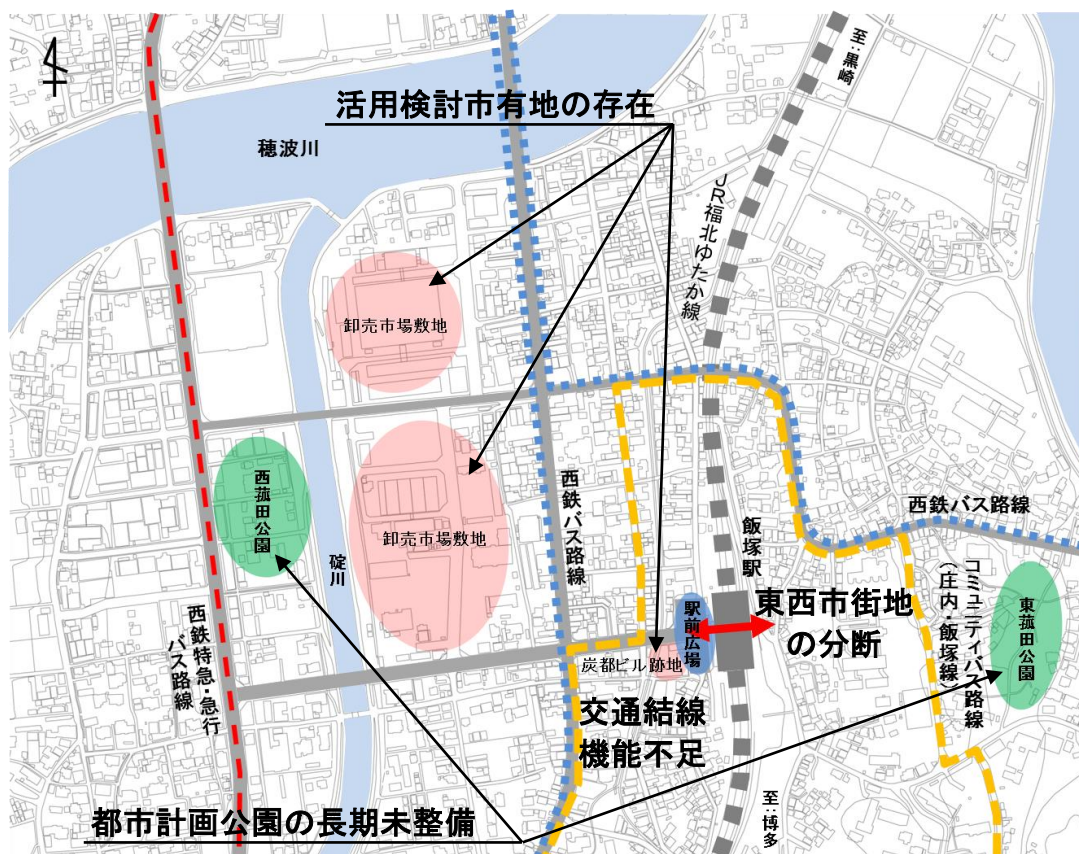 活用検討市有地の存在
穂波川
至:黒崎
JR福北ゆたか線
卸売市場敷地
卸売市場敷地
西菰田公園
碇川
西鉄バス路線
西鉄バス路線
飯塚駅
駅前広場
東西市街地
の分断
コミュニティバス路線
(庄内・飯塚線)
東菰田公園
西鉄特急・急行
バス路線
炭都ビル跡地
交通結線
機能不足
至:博多
都市計画公園の長期未整備